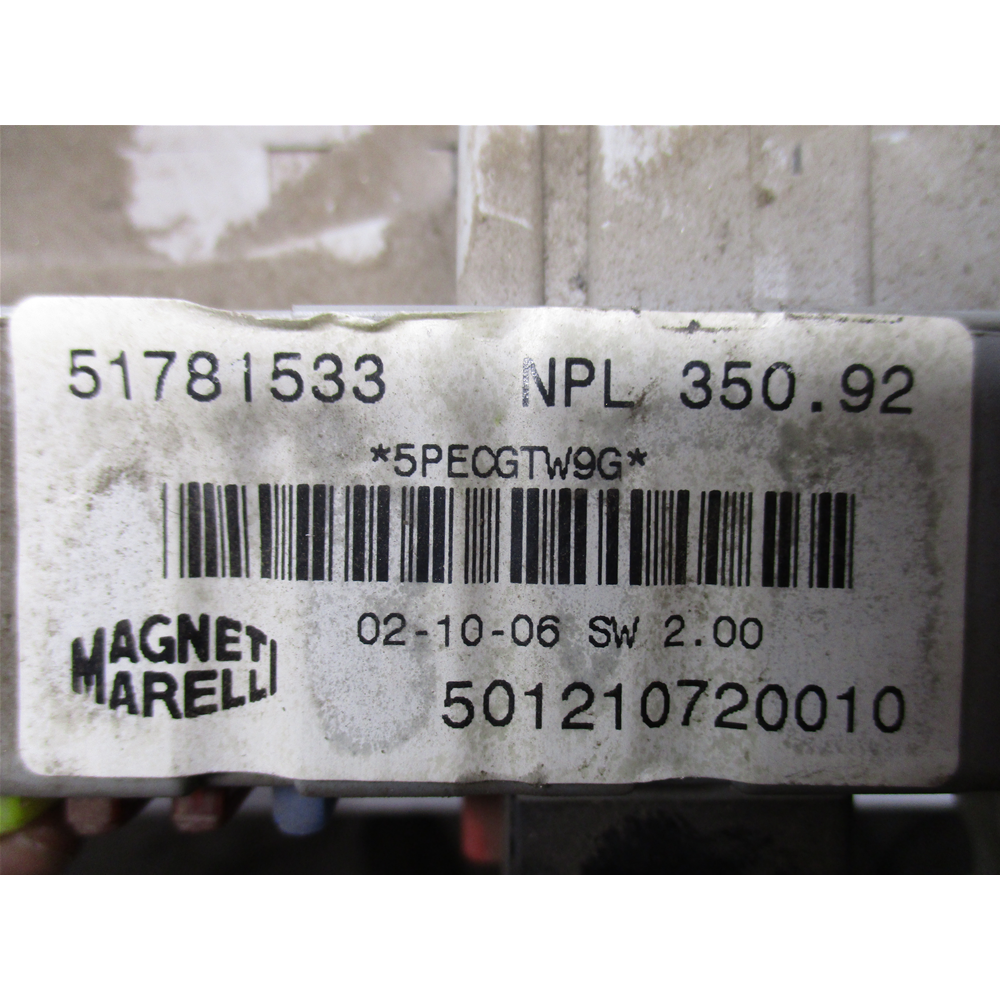 51781533 NPL 350.92
*5PECGTW9G*
02-10-06 SW 2.00
MAGNETI
MARELLI
501210720010